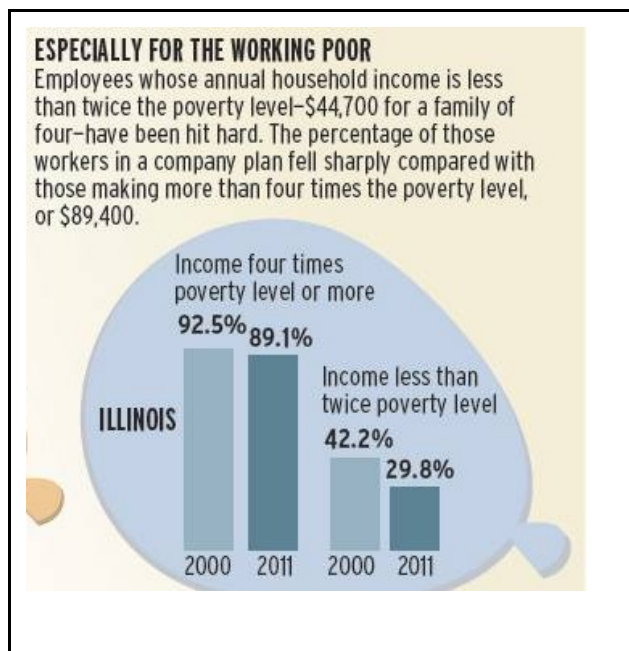 ESPECIALLY FOR THE WORKING POOR
Employees whose annual household income is less
than twice the poverty level–$44,700 for a family of
four–have been hit hard. The percentage of those
workers in a company plan fell sharply compared with
those making more than four times the poverty level,
or $89,400.
Income four times
poverty level or more
92.5% 89.1%
Income less than
twice poverty level
ILLINOIS
42.2%
29.8%
2000 2011 2000 2011